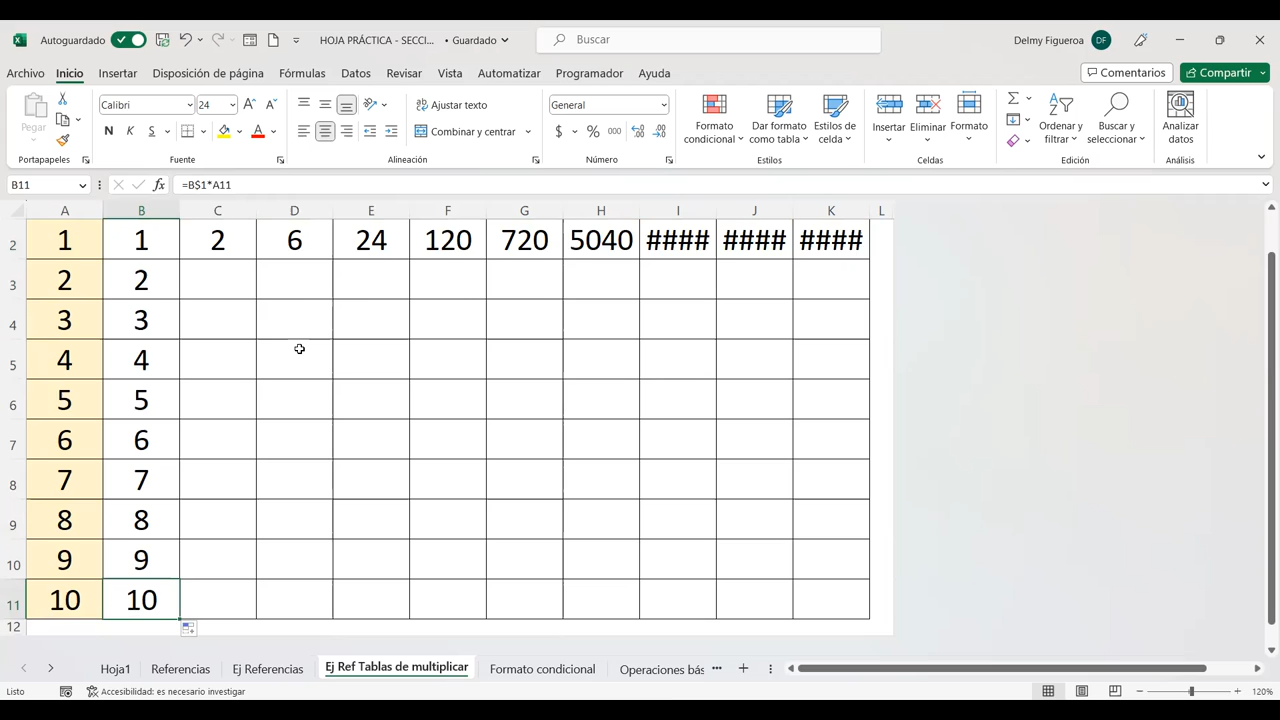 Autoguardado HOJA PRÁCTICA - SECCI... • Guardado Buscar Delmy Figueroa DF
Archivo Inicio Insertar Disposición de página Fórmulas Datos Revisar Vista Automatizar Programador Ayuda Comentarios Compartir
Pegar Calibri 24 A A Ajustar texto General Formato condicional Dar formato como tabla Estilos de celda Insertar Eliminar Formato Ordenar y filtrar Buscar y seleccionar Analizar datos
N K S A Combinar y centrar $ % 000
Portapapeles Fuente Alineación Número Estilos Celdas Edición Análisis
B11 fx =B$1*A11
A B C D E F G H I J K L
2 1 1 2 6 24 120 720 5040 #### #### ####
3 2 2
4 3 3
5 4 4
6 5 5
7 6 6
8 7 7
9 8 8
10 9 9
11 10 10
12
Hoja1 Referencias Ej Referencias Ej Ref Tablas de multiplicar Formato condicional Operaciones bás ...
Listo Accesibilidad: es necesario investigar 120%